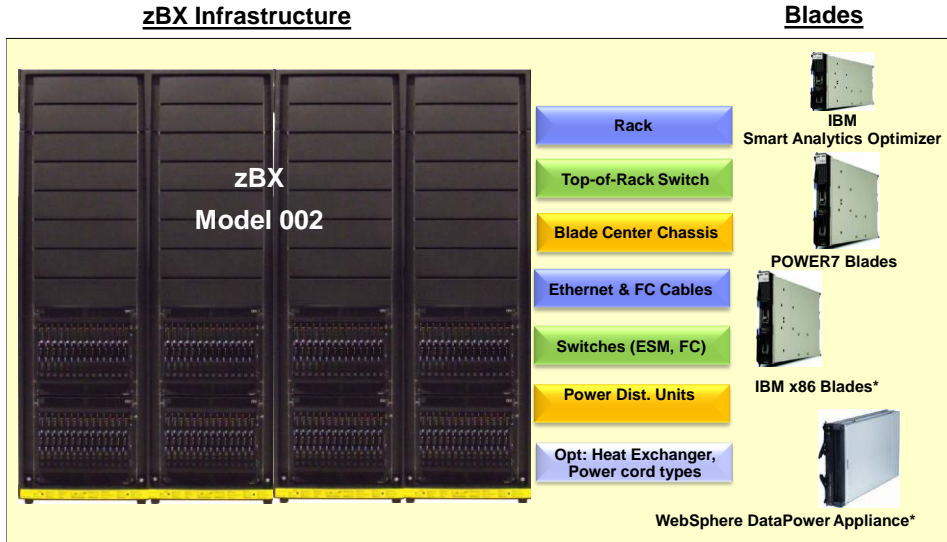 zBX Infrastructure
Blades
zBX
Model 002
Rack
Top-of-Rack Switch
Blade Center Chassis
Ethernet & FC Cables
Switches (ESM, FC)
Power Dist. Units
Opt: Heat Exchanger,
Power cord types
IBM
Smart Analytics Optimizer
POWER7 Blades
IBM x86 Blades*
WebSphere DataPower Appliance*